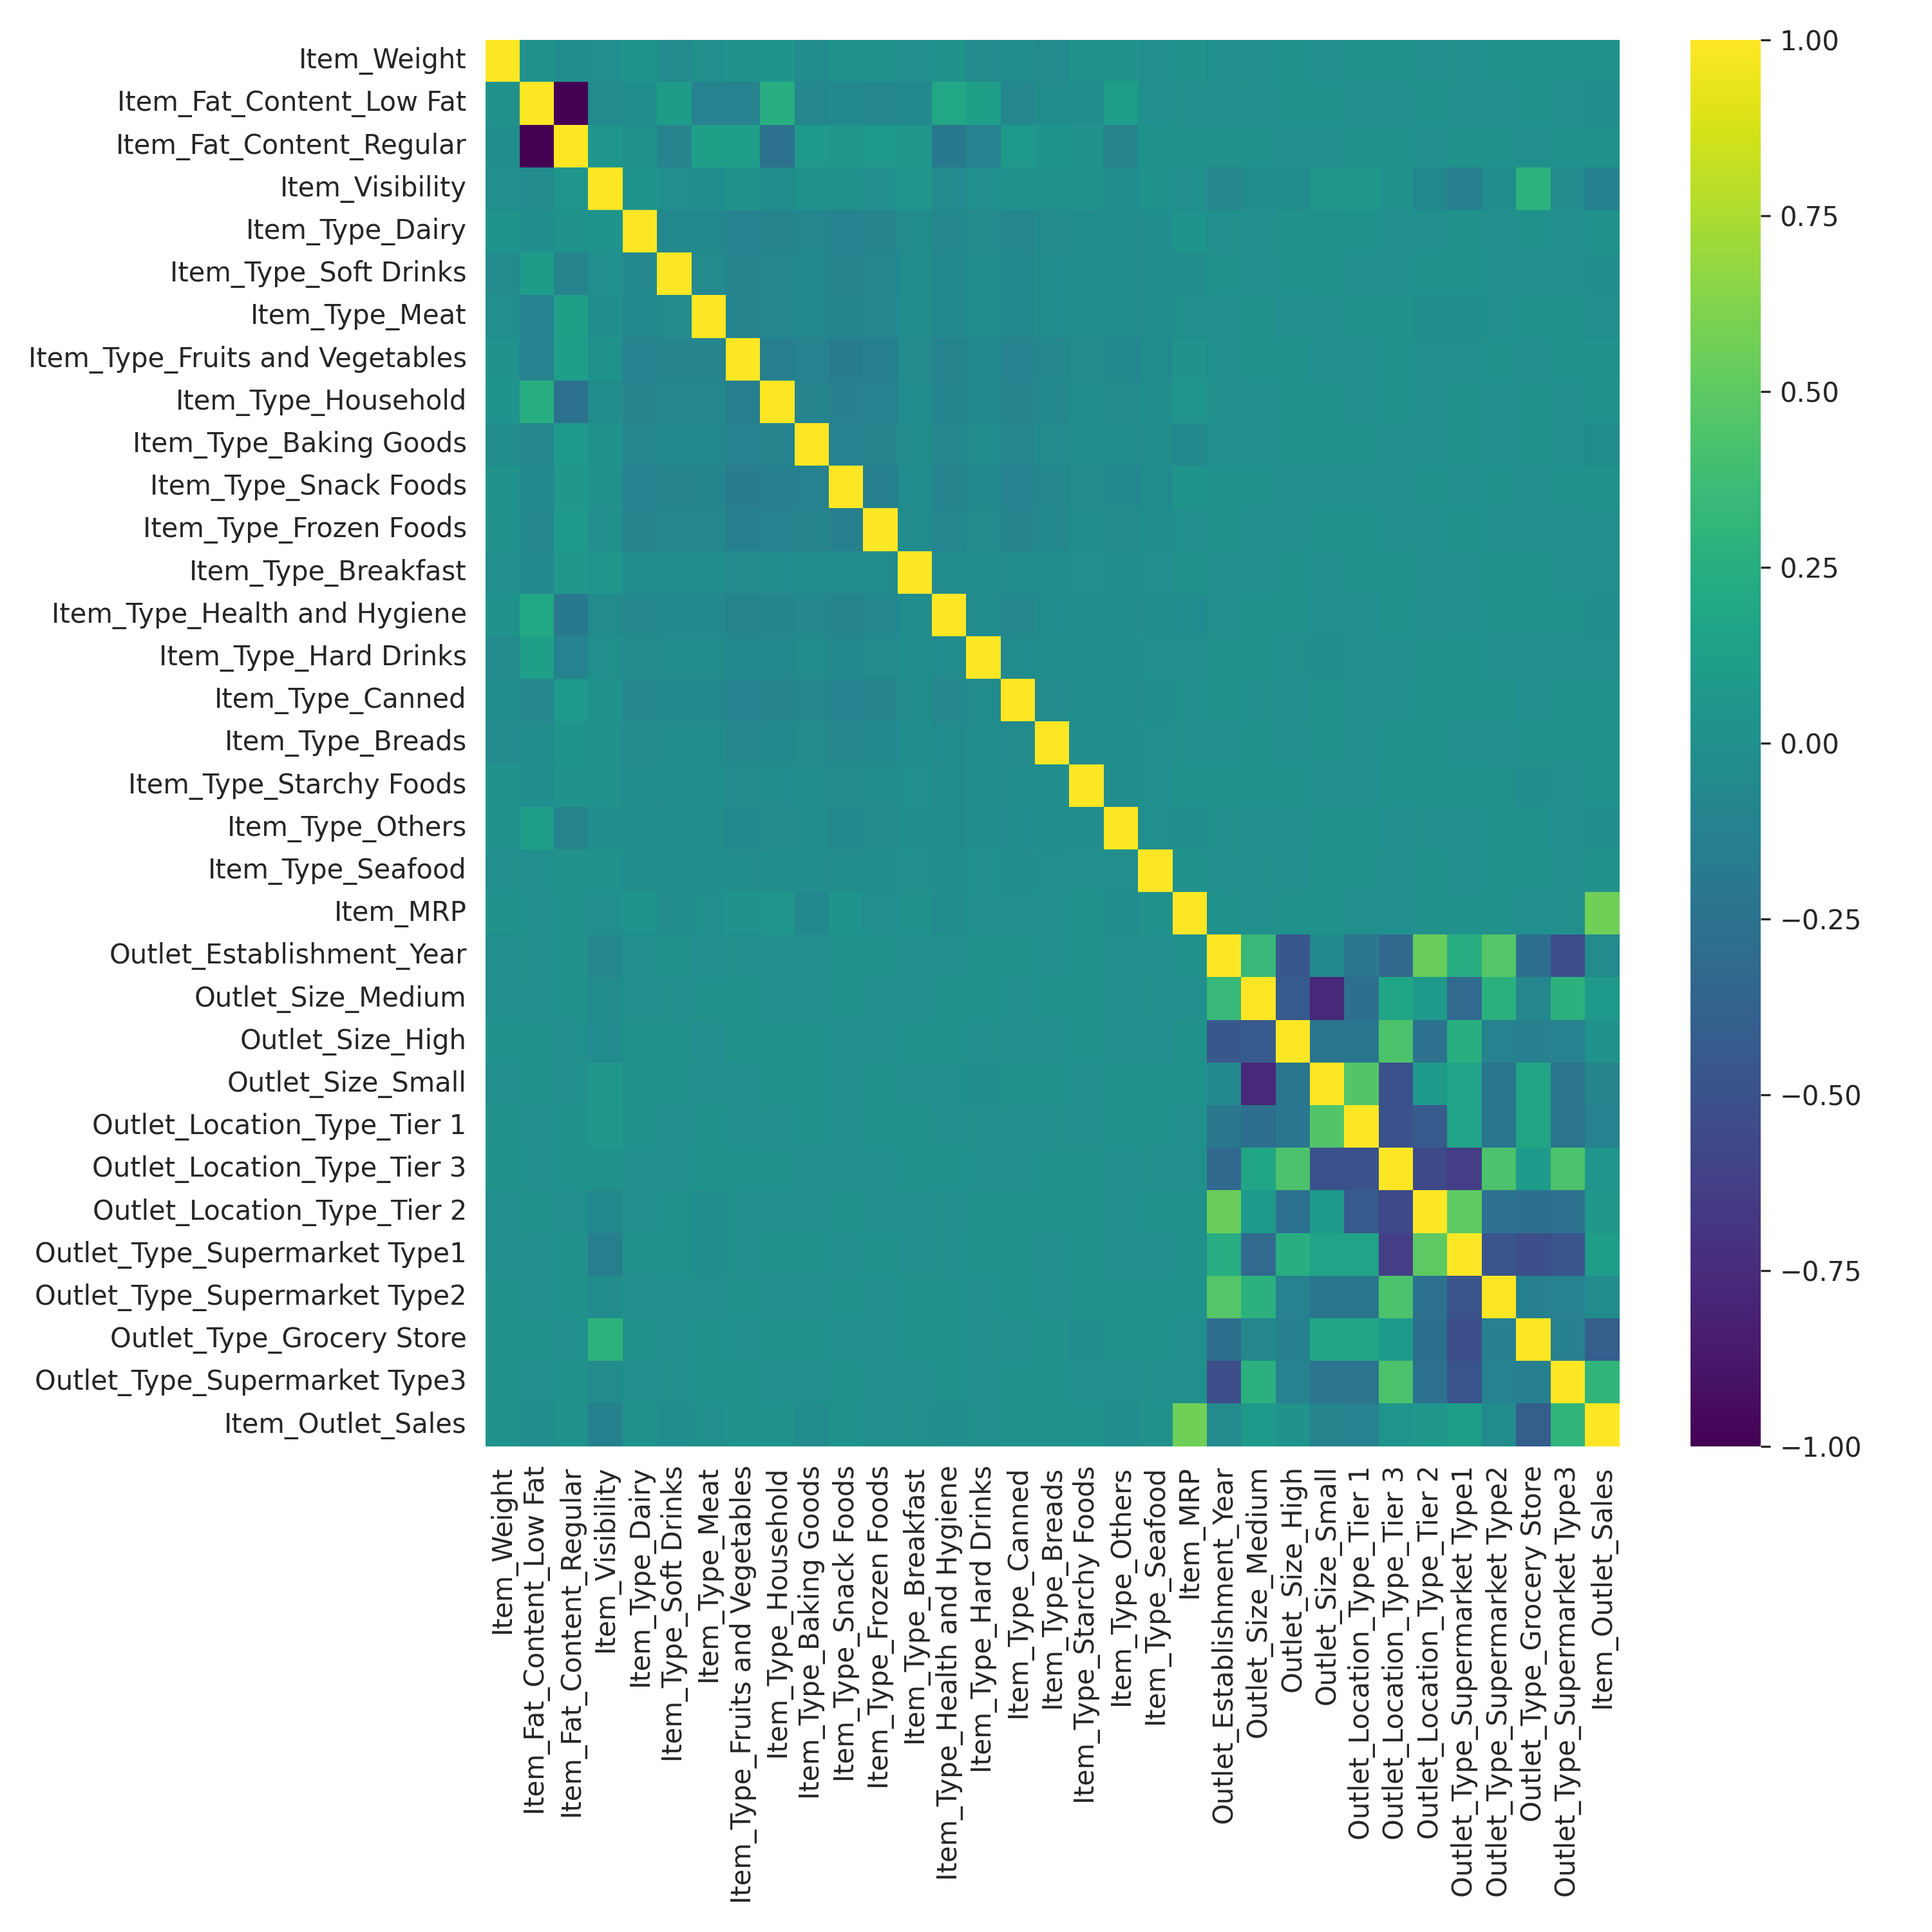 Item_Weight
Item_Fat_Content_Low Fat
Item_Fat_Content_Regular
Item_Visibility
Item_Type_Dairy
Item_Type_Soft Drinks
Item_Type_Meat
Item_Type_Fruits and Vegetables
Item_Type_Household
Item_Type_Baking Goods
Item_Type_Snack Foods
Item_Type_Frozen Foods
Item_Type_Breakfast
Item_Type_Health and Hygiene
Item_Type_Hard Drinks
Item_Type_Canned
Item_Type_Breads
Item_Type_Starchy Foods
Item_Type_Others
Item_Type_Seafood
Item_MRP
Outlet_Establishment_Year
Outlet_Size_Medium
Outlet_Size_High
Outlet_Size_Small
Outlet_Location_Type_Tier 1
Outlet_Location_Type_Tier 3
Outlet_Location_Type_Tier 2
Outlet_Type_Supermarket Type1
Outlet_Type_Supermarket Type2
Outlet_Type_Grocery Store
Outlet_Type_Supermarket Type3
Item_Outlet_Sales
Item_Weight
Item_Fat_Content_Low Fat
Item_Fat_Content_Regular
Item_Visibility
Item_Type_Dairy
Item_Type_Soft Drinks
Item_Type_Meat
Item_Type_Fruits and Vegetables
Item_Type_Household
Item_Type_Baking Goods
Item_Type_Snack Foods
Item_Type_Frozen Foods
Item_Type_Breakfast
Item_Type_Health and Hygiene
Item_Type_Hard Drinks
Item_Type_Canned
Item_Type_Breads
Item_Type_Starchy Foods
Item_Type_Others
Item_Type_Seafood
Item_MRP
Outlet_Establishment_Year
Outlet_Size_Medium
Outlet_Size_High
Outlet_Size_Small
Outlet_Location_Type_Tier 1
Outlet_Location_Type_Tier 3
Outlet_Location_Type_Tier 2
Outlet_Type_Supermarket Type1
Outlet_Type_Supermarket Type2
Outlet_Type_Grocery Store
Outlet_Type_Supermarket Type3
Item_Outlet_Sales
1.00
0.75
0.50
0.25
0.00
−0.25
−0.50
−0.75
−1.00